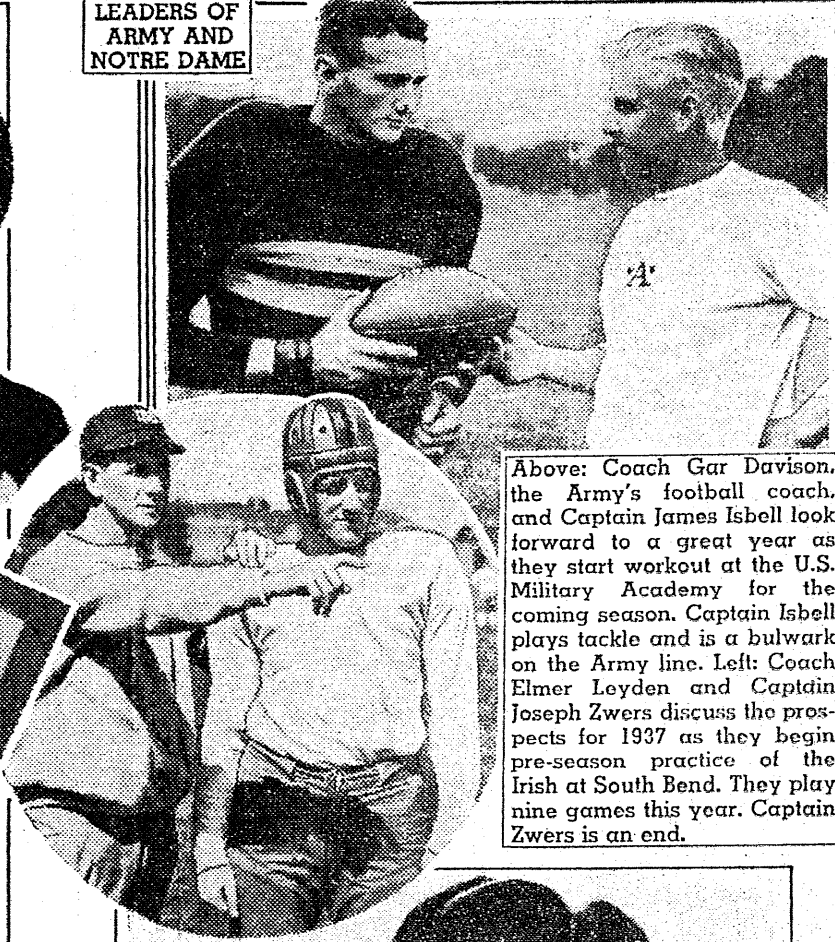 LEADERS OF
ARMY AND
NOTRE DAME
A
Above: Coach Gar Davison,
the Army's football coach,
and Captain James Isbell look
forward to a great year as
they start workout at the U.S.
Military Academy for the
coming season. Captain Isbell
plays tackle and is a bulwark
on the Army line. Left: Coach
Elmer Leyden and Captain
Joseph Zwers discuss the pros-
pects for 1937 as they begin
pre-season practice of the
Irish at South Bend. They play
nine games this year. Captain
Zwers is an end.